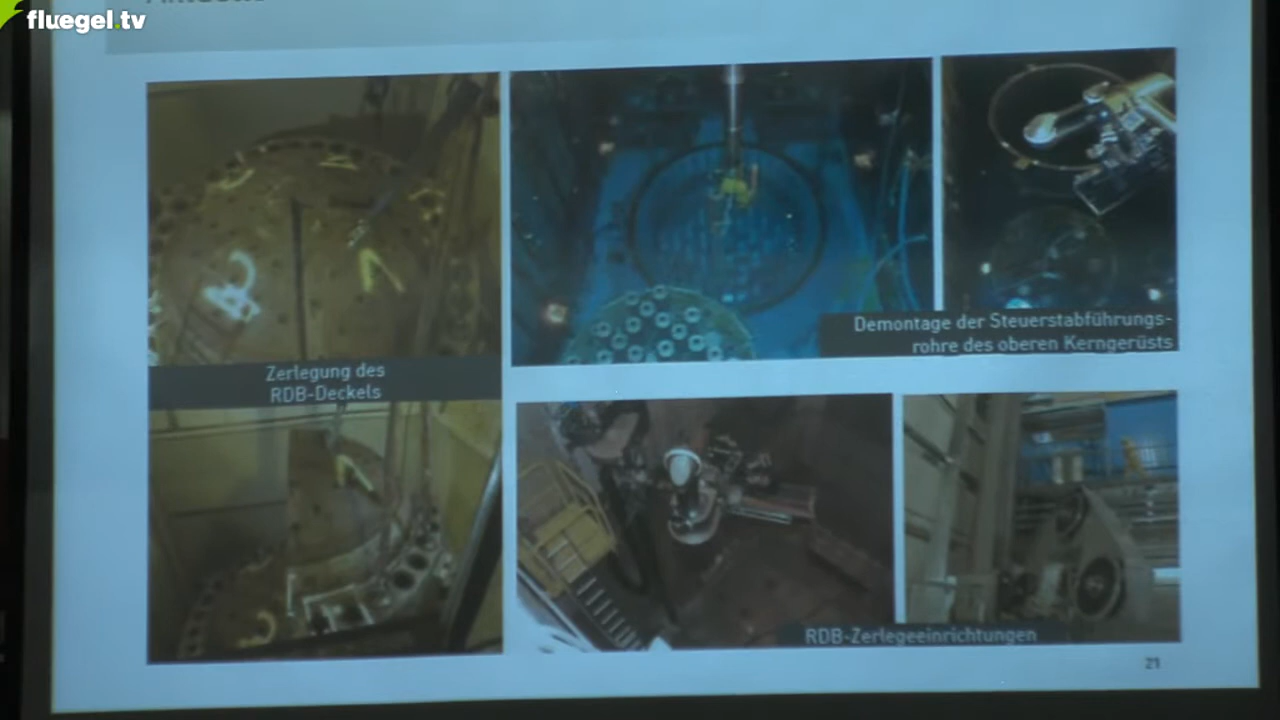 fluegel.tv
Zerlegung des
RDB-Deckels
Demontage der Steuerstabführungs-
rohre des oberen Kerngerüsts
RDB-Zerlegeeinrichtungen
21